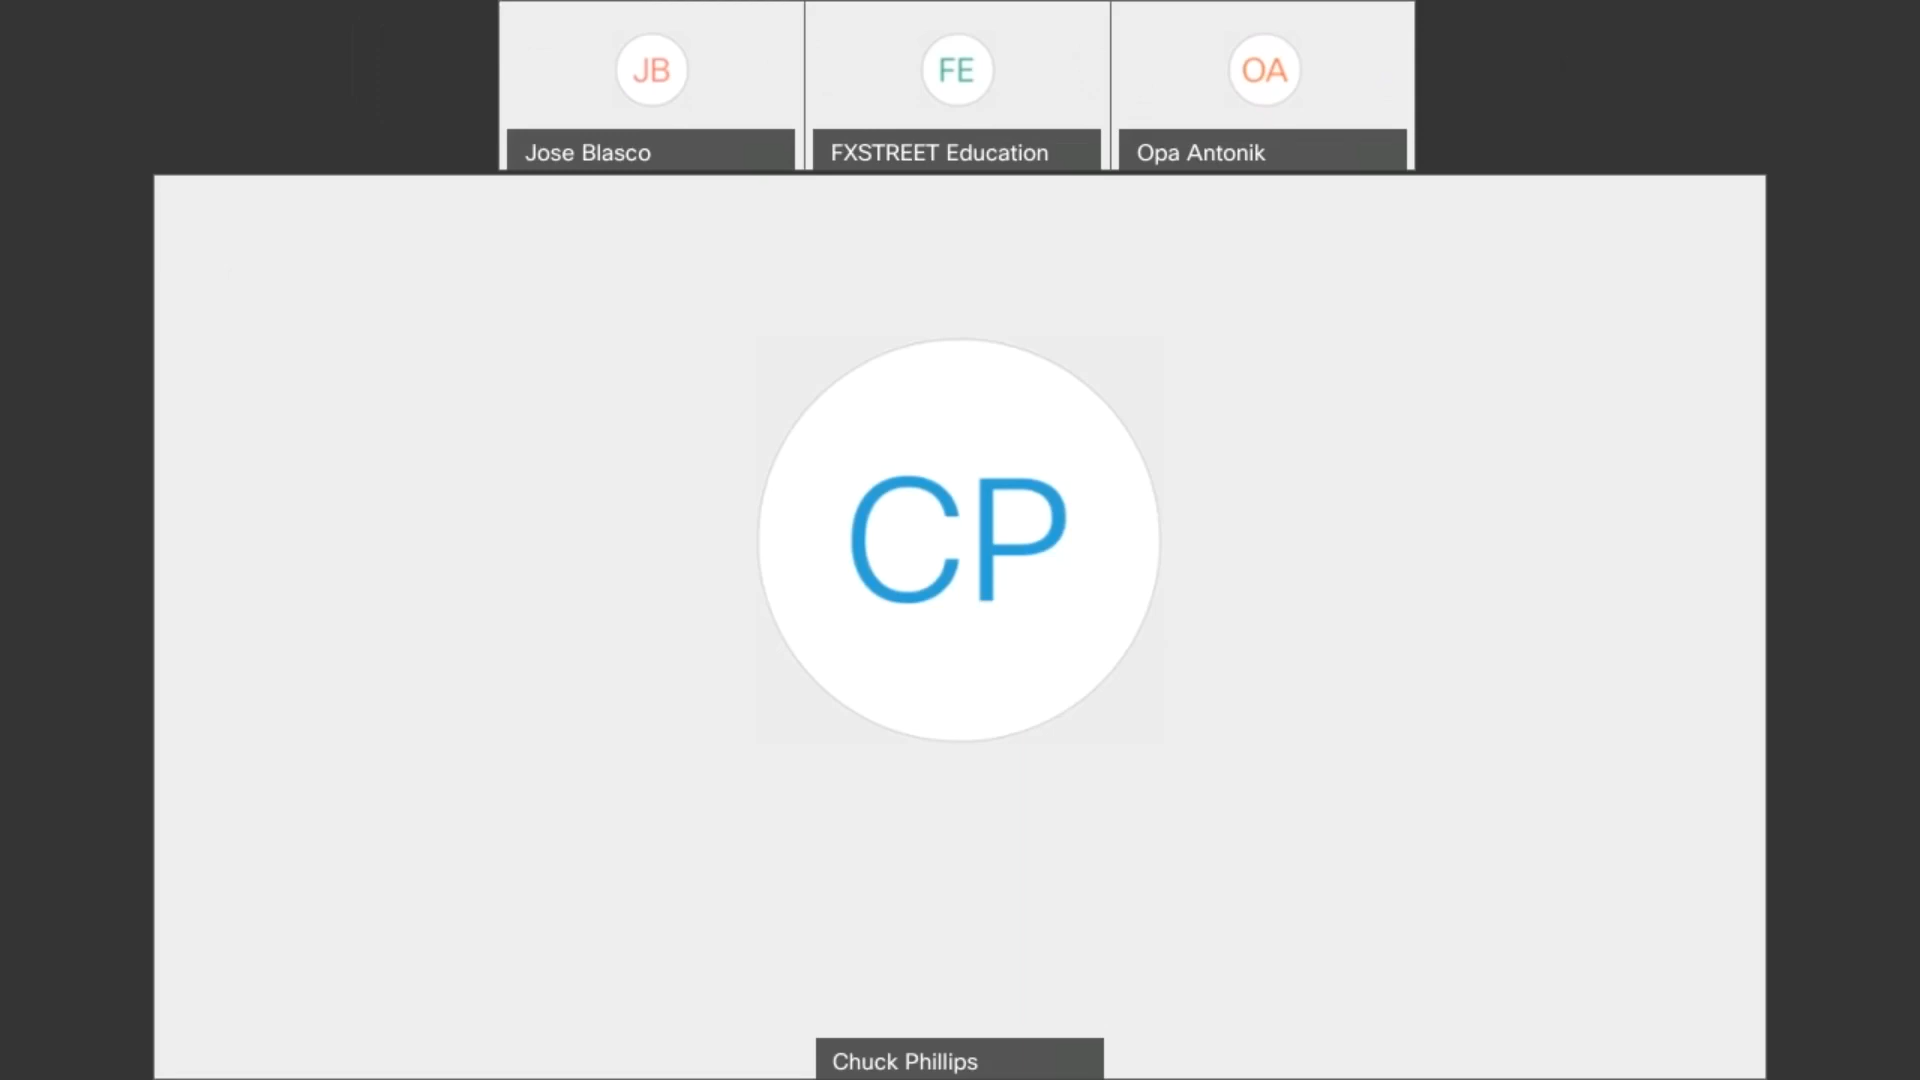 JB
FE
OA
Jose Blasco
FXSTREET Education
Opa Antonik
CP
Chuck Phillips